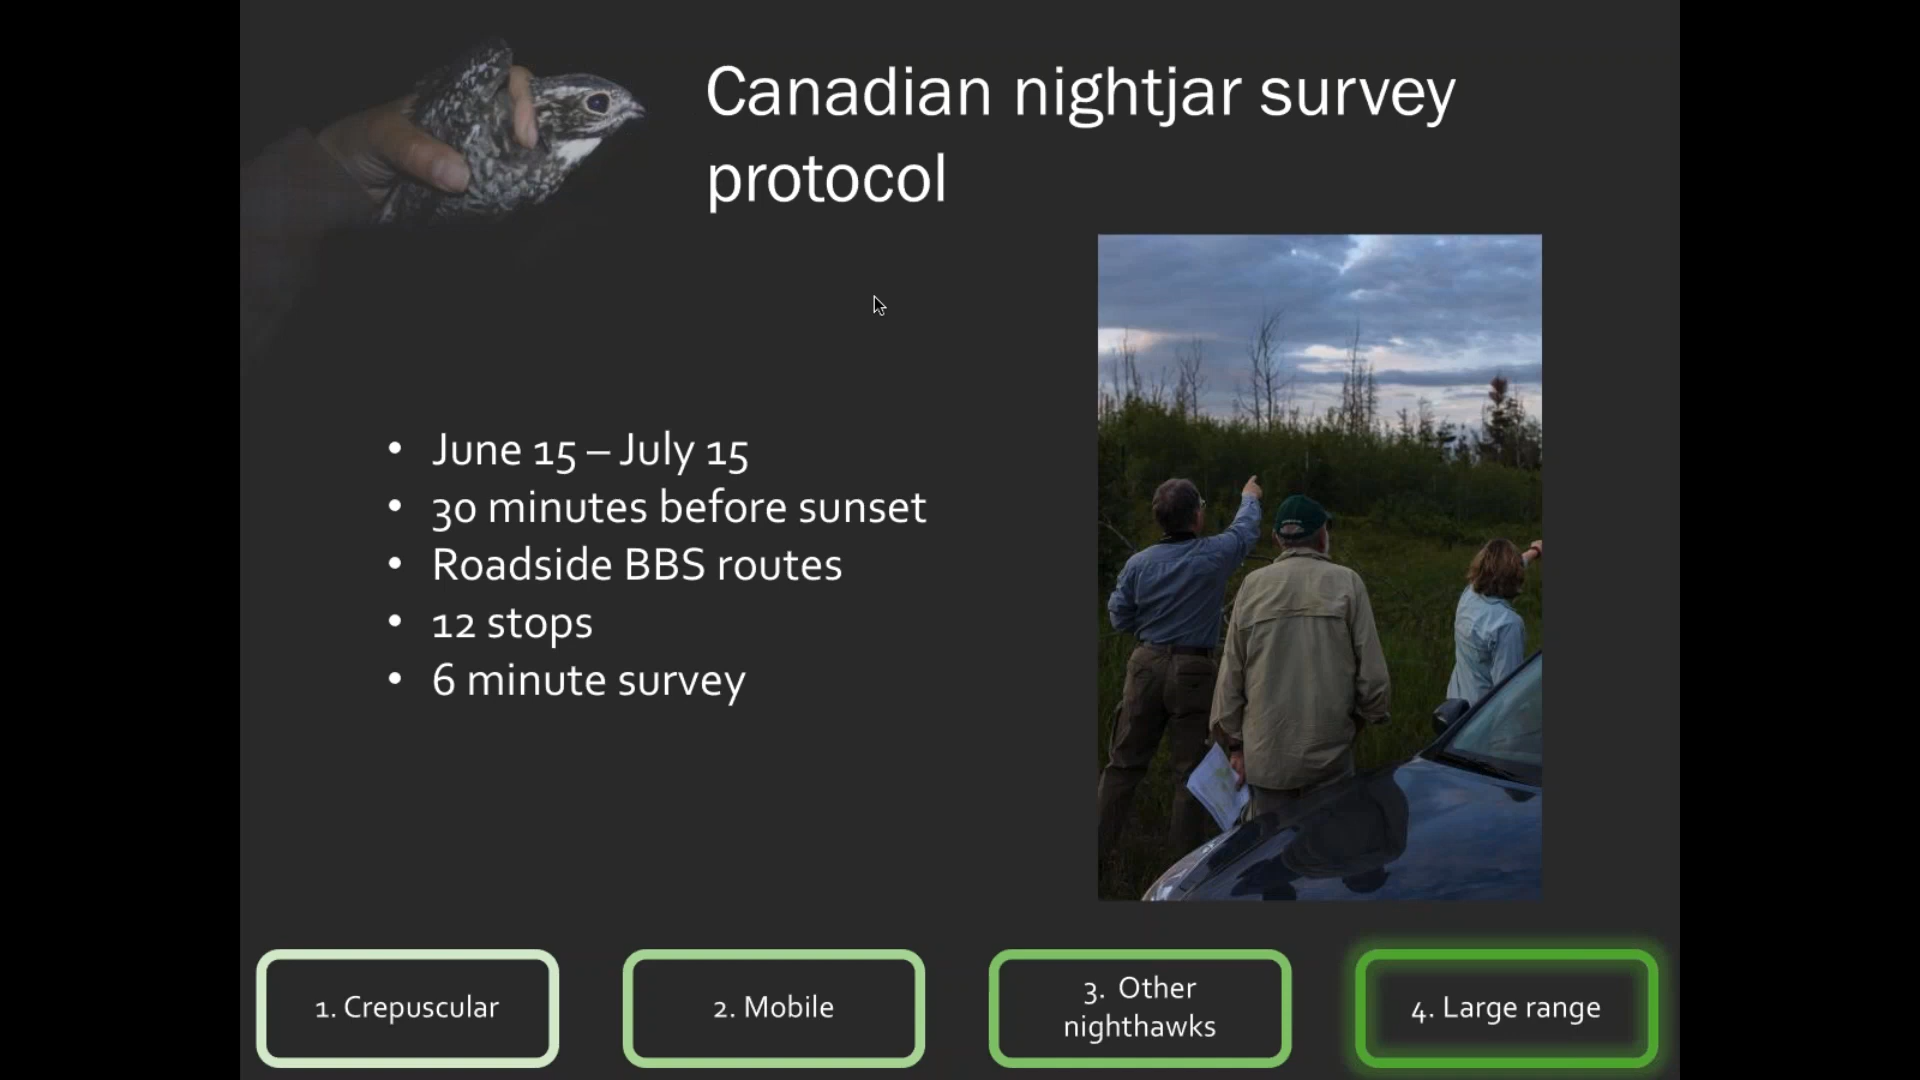 Canadian nightjar survey
protocol
• June 15 – July 15
• 30 minutes before sunset
• Roadside BBS routes
• 12 stops
• 6 minute survey
1. Crepuscular
2. Mobile
3. Other
nighthawks
4. Large range